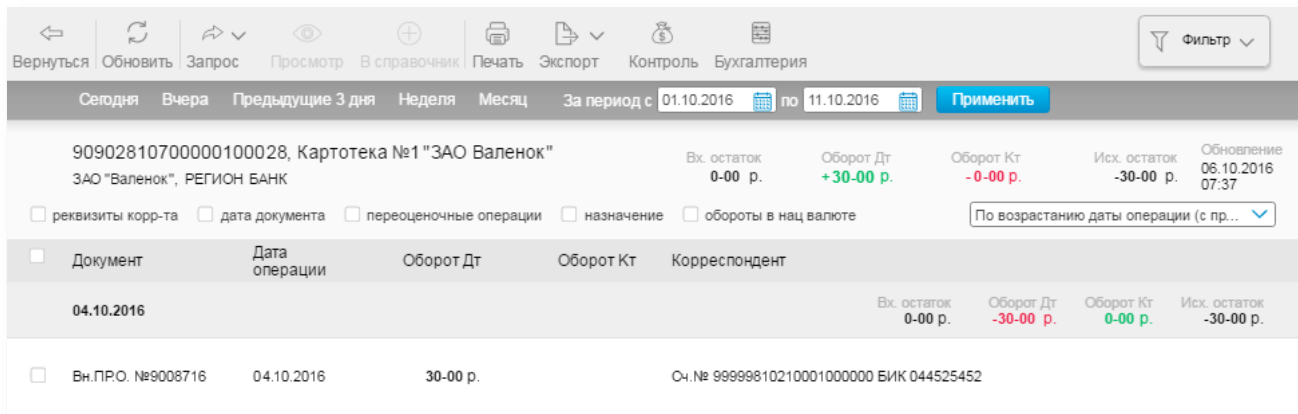 Вернуться Обновить Запрос Просмотр В справочник Печать Экспорт Контроль Бухгалтерия Фильтр
Сегодня Вчера Предыдущие 3 дня Неделя Месяц За период с 01.10.2016 по 11.10.2016 Применить
90902810700000100028, Картотека №1 "ЗАО Валенок"
ЗАО "Валенок", РЕГИОН БАНК
Вх. остаток Оборот Дт Оборот Кт Исх. остаток Обновление
0-00 р. +30-00 р. -0-00 р. -30-00 р. 06.10.2016
07:37
реквизиты корр-та дата документа переоценочные операции назначение обороты в нац валюте По возрастанию даты операции (с пр...
Документ Дата операции Оборот Дт Оборот Кт Корреспондент
04.10.2016
Вх. остаток Оборот Дт Оборот Кт Исх. остаток
0-00 р. -30-00 р. 0-00 р. -30-00 р.
Вн.ПР.О. №9008716 04.10.2016 30-00 р. Сч.№ 99999810210001000000 БИК 044525452